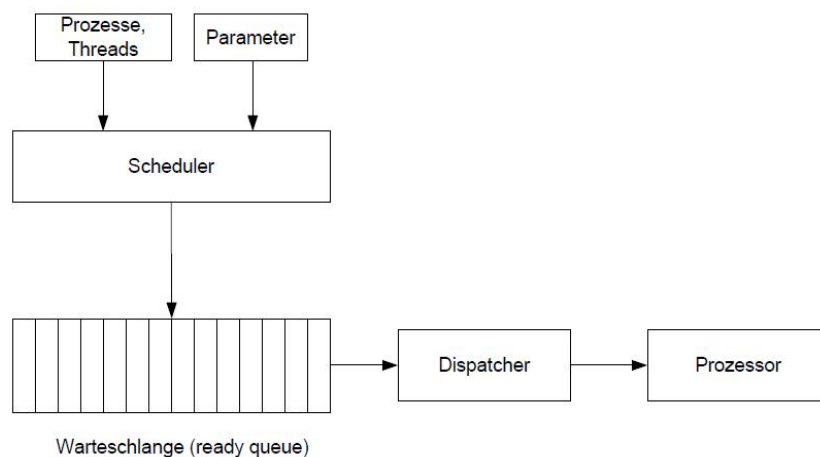 Prozesse,
Threads
Parameter
Scheduler
Dispatcher
Prozessor
Warteschlange (ready queue)